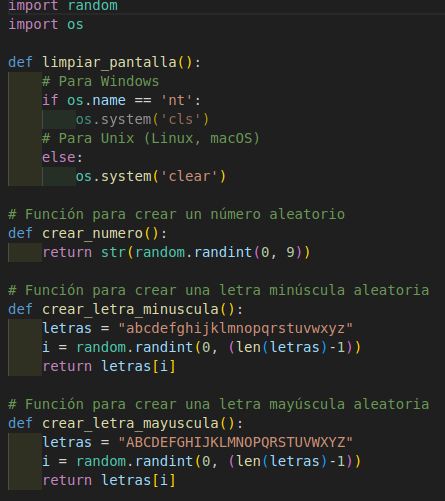 import random
import os
def limpiar_pantalla():
# Para Windows
if os.name == 'nt':
os.system('cls')
# Para Unix (Linux, macOS)
else:
os.system('clear')
# Función para crear un número aleatorio
def crear_numero():
return str(random.randint(0, 9))
# Función para crear una letra minúscula aleatoria
def crear_letra_minuscula():
letras = "abcdefghijklmnopqrstuvwxyz"
i = random.randint(0, (len(letras)-1))
return letras[i]
# Función para crear una letra mayúscula aleatoria
def crear_letra_mayuscula():
letras = "ABCDEFGHIJKLMNOPQRSTUVWXYZ"
i = random.randint(0, (len(letras)-1))
return letras[i]